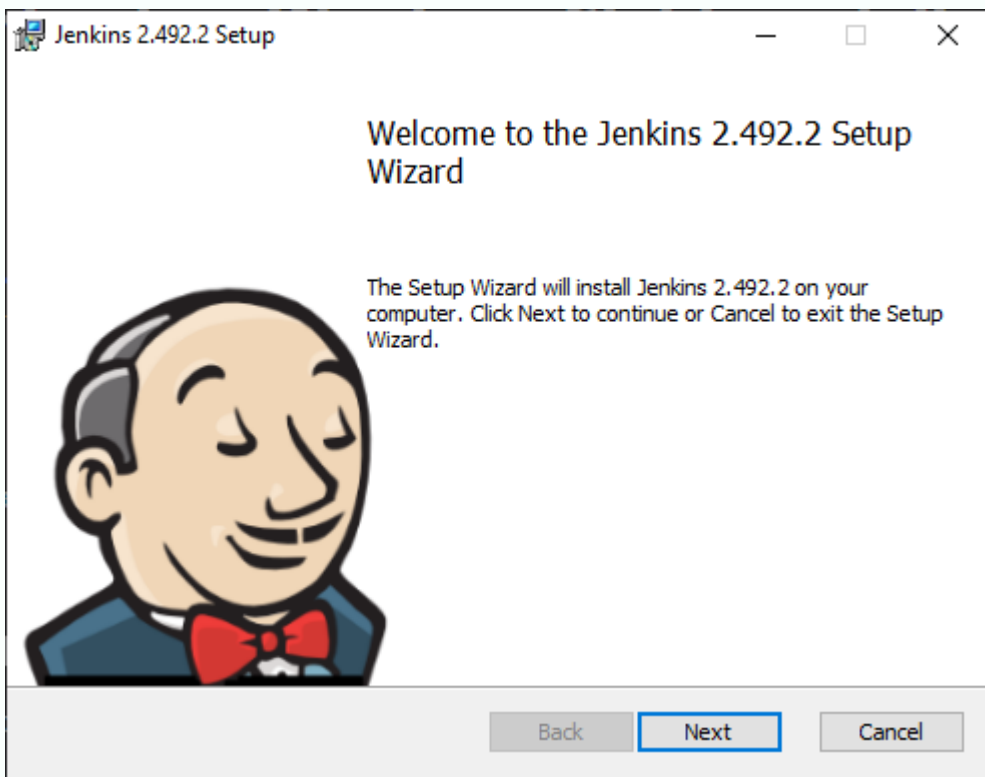 Jenkins 2.492.2 Setup
Welcome to the Jenkins 2.492.2 Setup
Wizard
The Setup Wizard will install Jenkins 2.492.2 on your
computer. Click Next to continue or Cancel to exit the Setup
Wizard.
Back
Next
Cancel